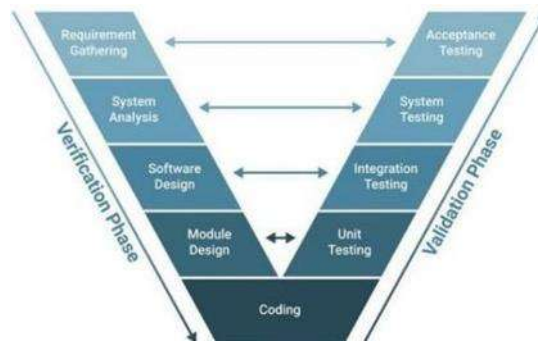 Requirement
Gathering
Acceptance
Testing
System
Analysis
System
Testing
Software
Design
Integration
Testing
Module
Design
Unit
Testing
Coding
Verification Phase
Validation Phase